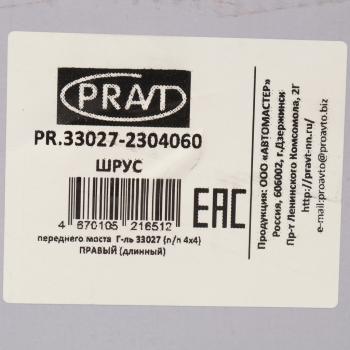 PRAVT
PR.33027-2304060
ШРУС
4 670105 216512
EAC
переднего моста Г-ль 33027 (п/п 4х4)
ПРАВЫЙ (длинный)
Продукция: ООО «АВТОМАСТЕР»
Россия, 606002, г.Дзержинск
Пр-т Ленинского Комсомола, 2Г
http://pravt-nn.ru/
e-mail:proavto@proavto.biz